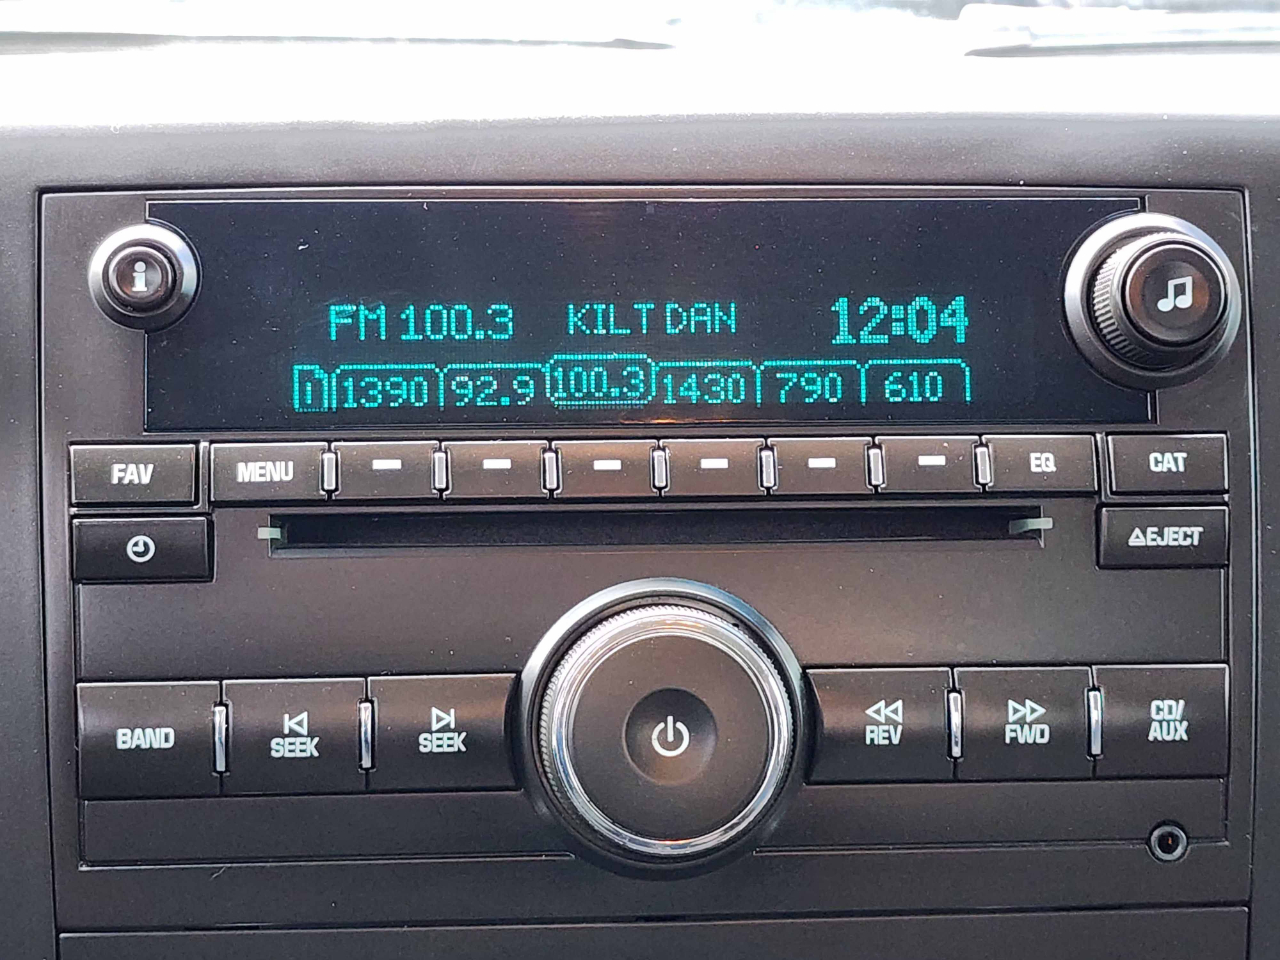 FM 100.3 KILT DAN 12:04
1390 92.9 100.3 1430 790 610
FAV MENU EQ CAT
EJECT
BAND SEEK SEEK REV FWD CD/
AUX